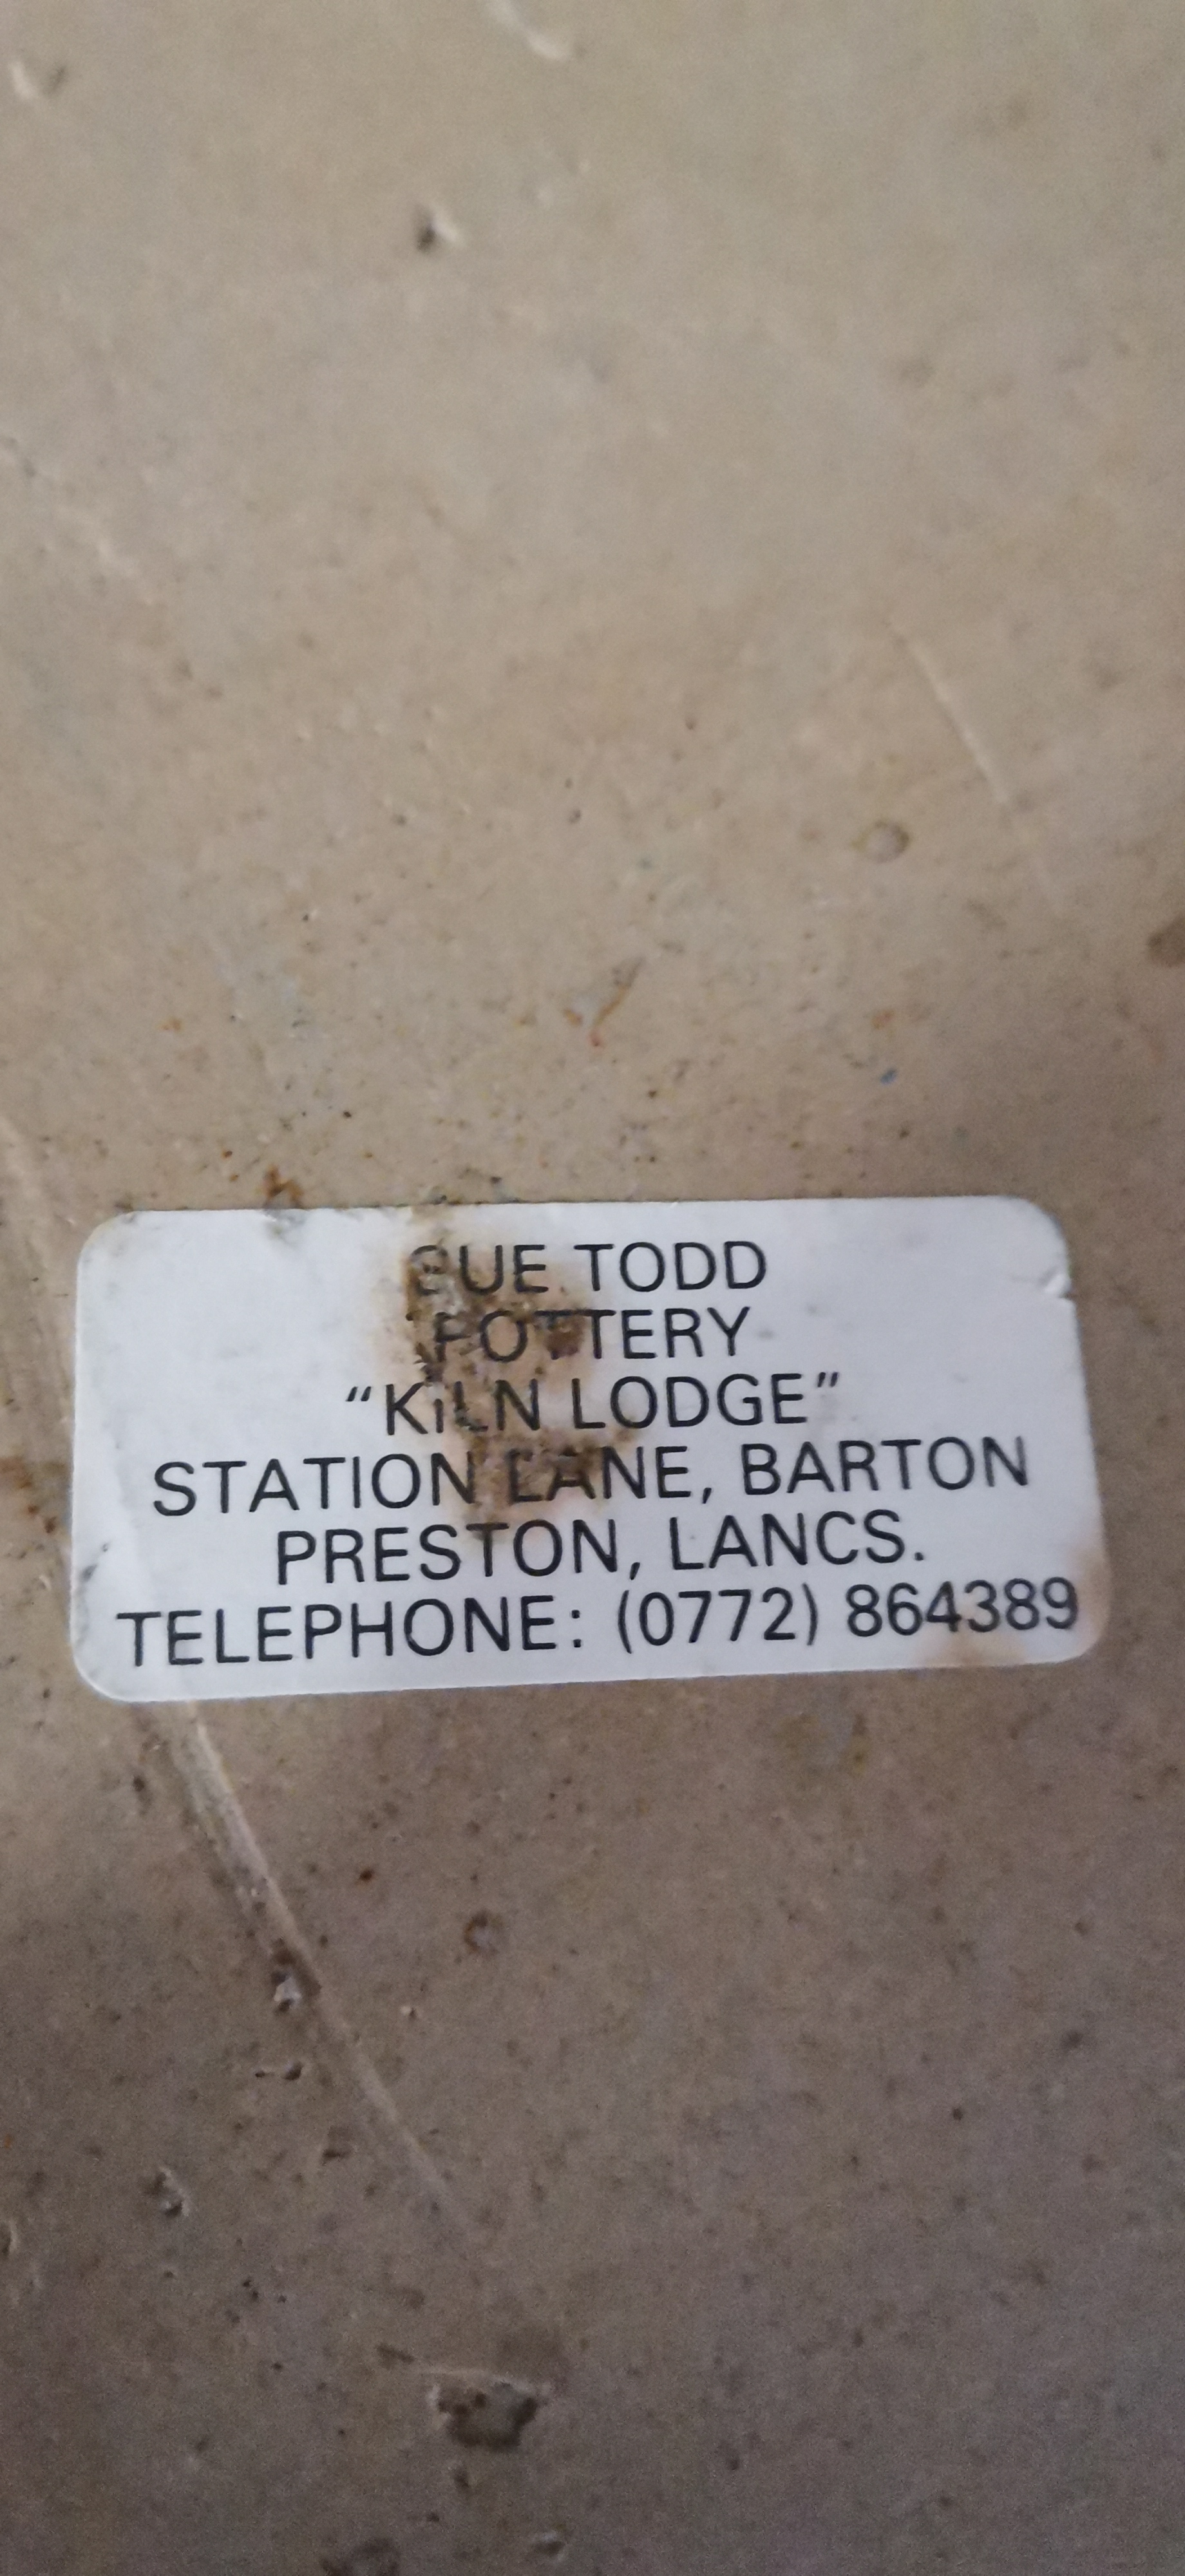 SUE TODD
POTTERY
“KILN LODGE”
STATION LANE, BARTON
PRESTON, LANCS.
TELEPHONE: (0772) 864389